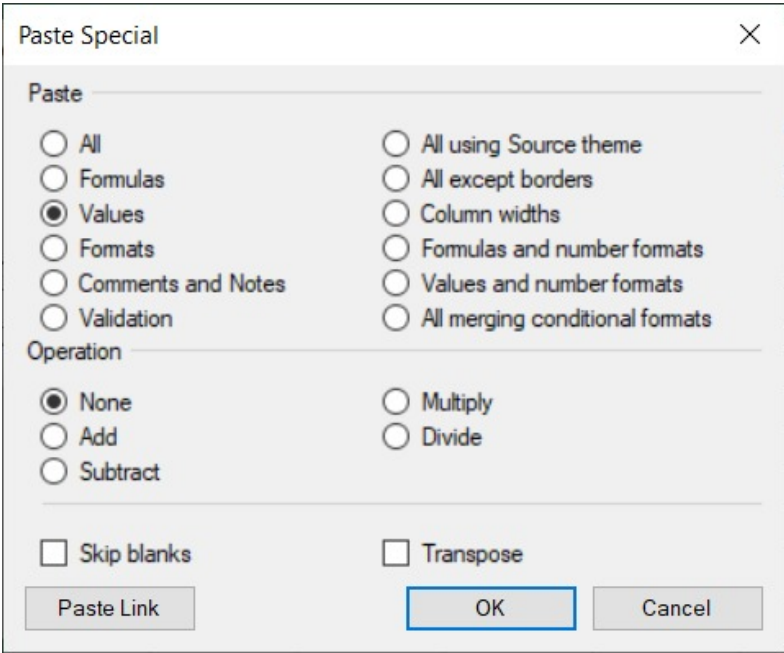 Paste Special
Paste
All
All using Source theme
Formulas
All except borders
Values
Column widths
Formats
Formulas and number formats
Comments and Notes
Values and number formats
Validation
All merging conditional formats
Operation
None
Multiply
Add
Divide
Subtract
Skip blanks
Transpose
Paste Link
OK
Cancel